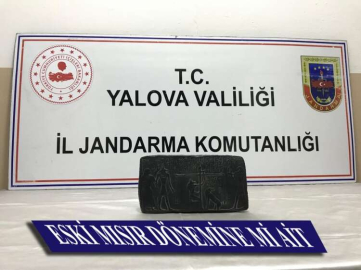 T.C.
YALOVA VALİLİĞİ
İL JANDARMA KOMUTANLIĞI
ESKİ MISIR DÖNEMİNE Mİ AİT